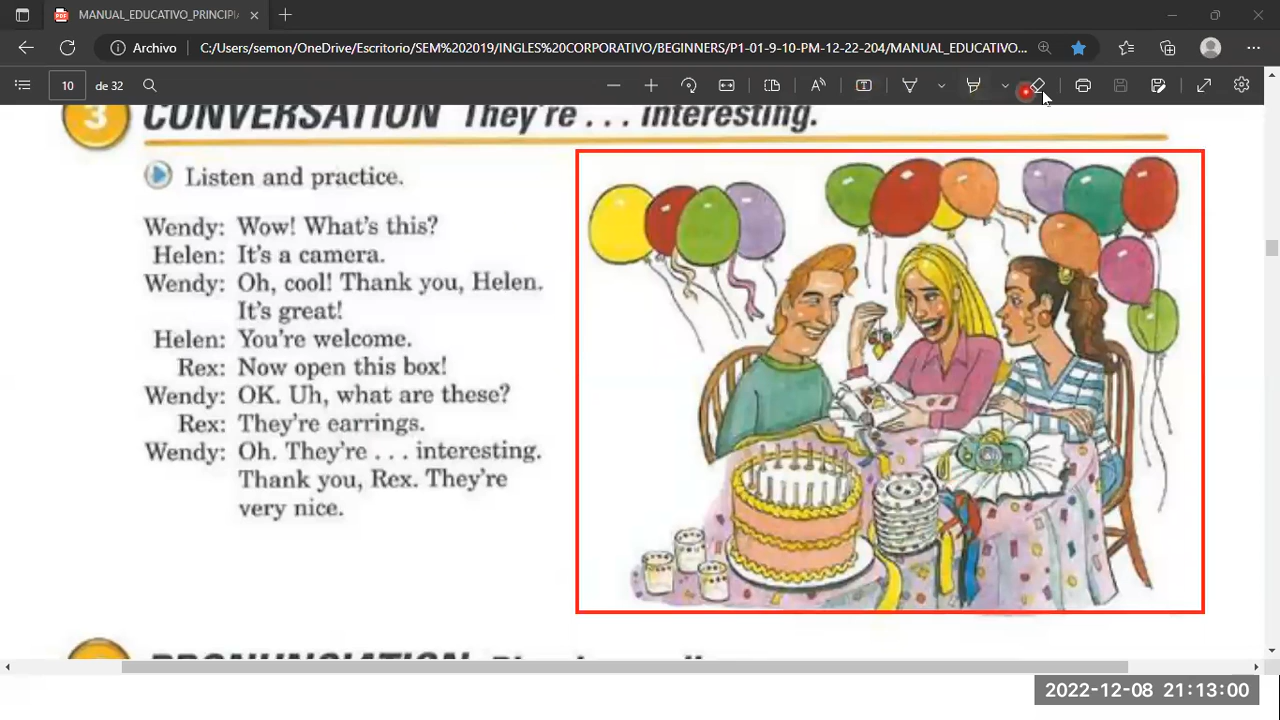 MANUAL_EDUCATIVO_PRINCIPI
Archivo
C:/Users/semon/OneDrive/Escritorio/SEM%202019/INGLES%20CORPORATIVO/BEGINNERS/P1-01-9-10-PM-12-22-204/MANUAL_EDUCATIVO...
10 de 32
3 CONVERSATION They're . . . interesting.
Listen and practice.
Wendy: Wow! What's this?
Helen: It's a camera.
Wendy: Oh, cool! Thank you, Helen.
It's great!
Helen: You're welcome.
Rex: Now open this box!
Wendy: OK. Uh, what are these?
Rex: They're earrings.
Wendy: Oh. They're . . . interesting.
Thank you, Rex. They're
very nice.
PRONUNCIATION
2022-12-08 21:13:00